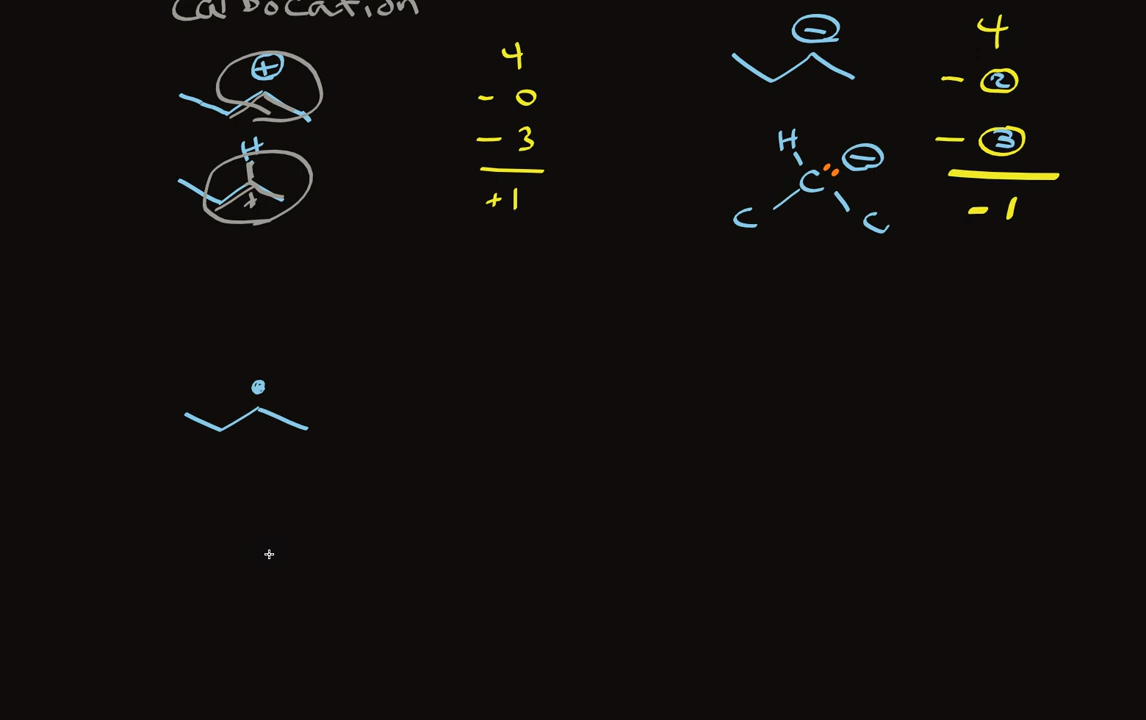 Carbocation
+
4
- 0
- 3
+1
H
+
-
4
- 2
- 3
-1
H
C -
C C